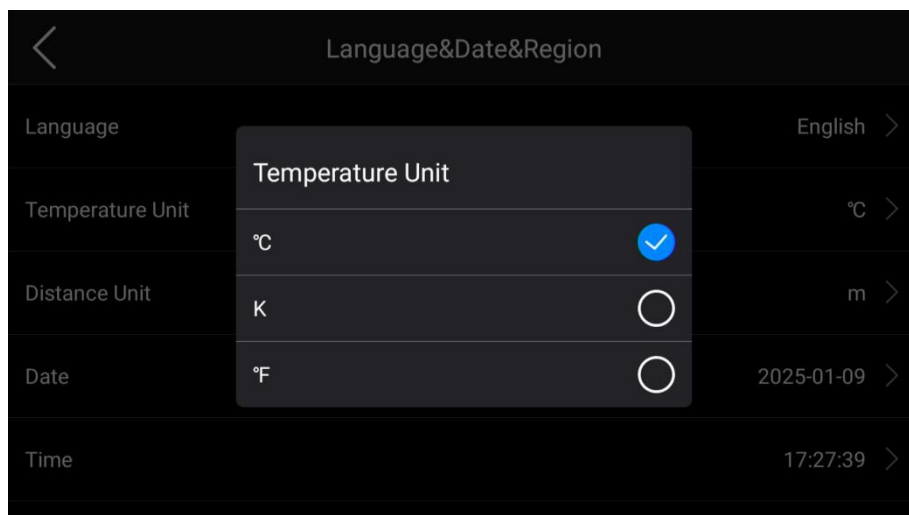 Language&Date&Region
Language English
Temperature Unit
Temperature Unit ℃
℃
Distance Unit m
K
Date 2025-01-09
℉
Time 17:27:39